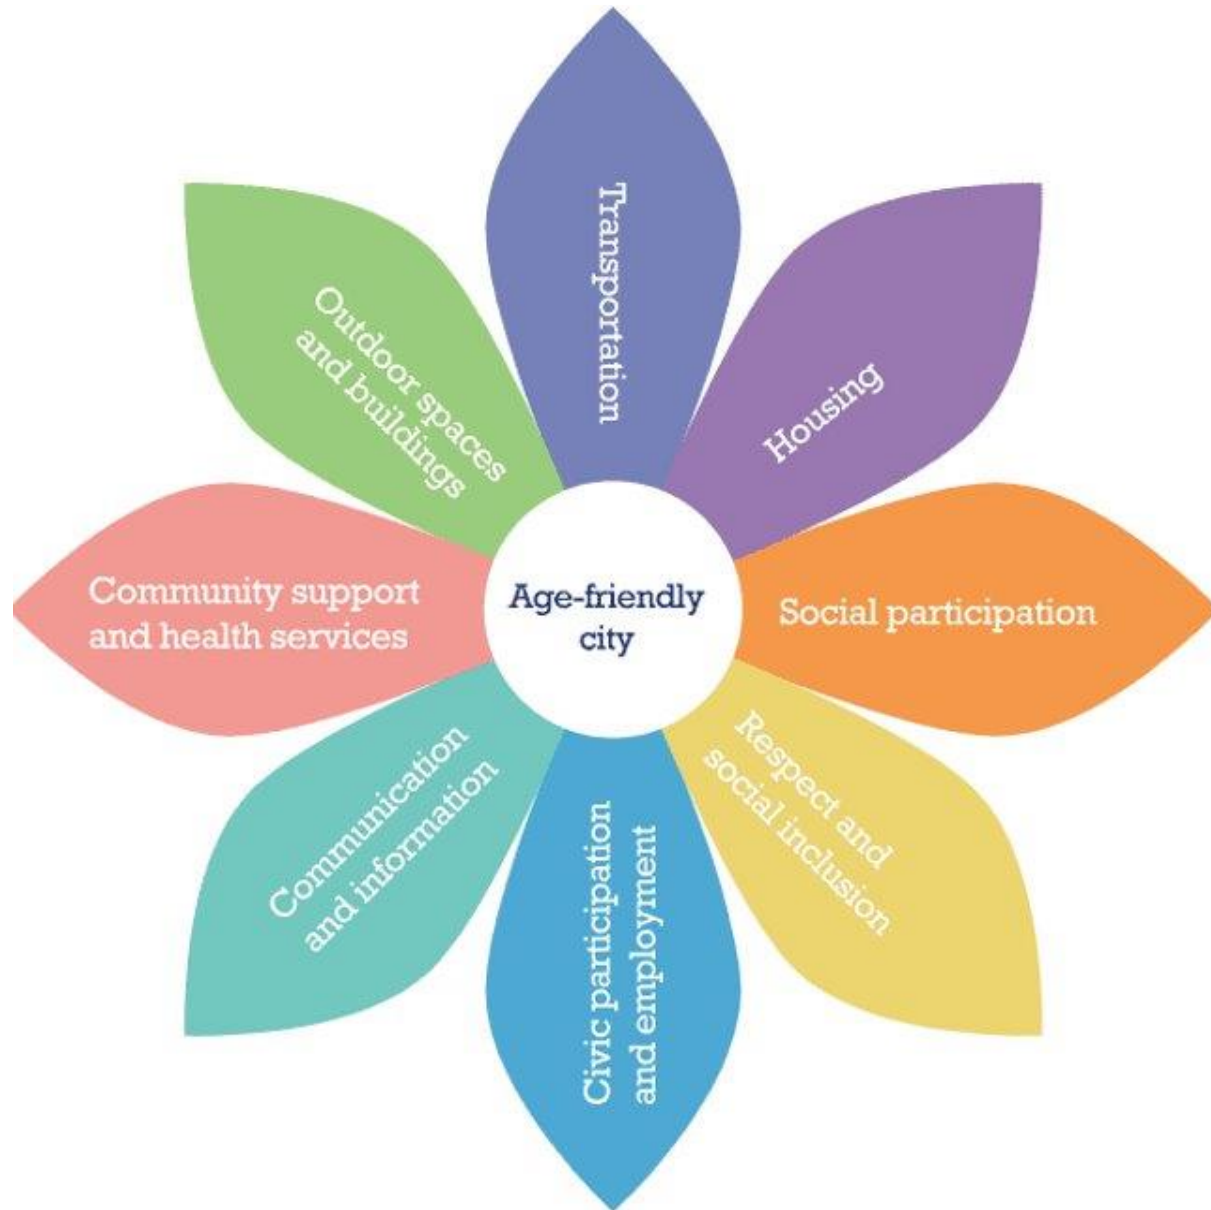 Transportation
Housing
Social participation
Respect and
social inclusion
Civic participation
and employment
Communication
and information
Community support
and health services
Outdoor spaces
and buildings
Age-friendly
city